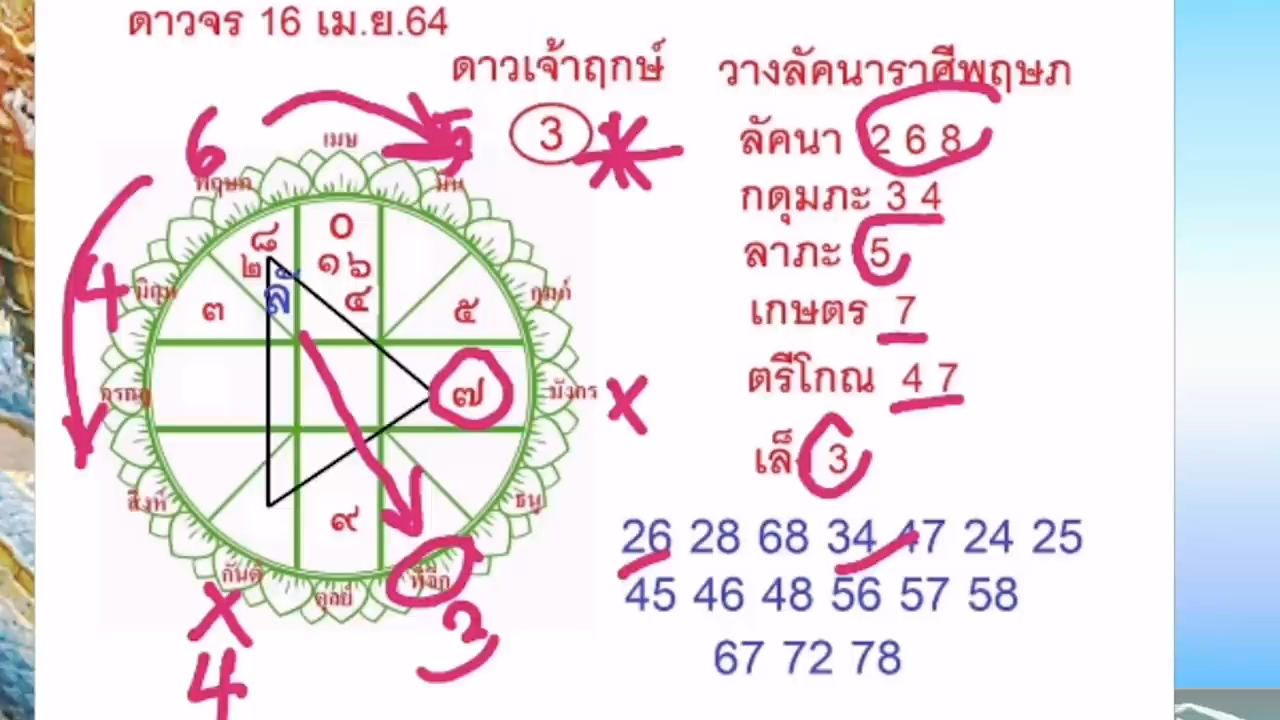 ดาวจร 16 เม.ย.64
ดาวเจ้าฤกษ์
3
วางลัคนาราศีพฤษภ
ลัคนา 2 6 8
กดุมภะ 3 4
ลาภะ 5
เกษตร 7
ตรีโกณ 4 7
เล็ 3
6
5
เมษ
พฤษภ
มีน
4
มิถุน
กุมภ์
กรกฎ
มังกร
X
สิงห์
ธนู
กันย์
ตุลย์
พิจิก
X
4
3
๘
๒
ลั
๐
๑ ๖
๔
๓
๕
๗
๙
26 28 68 34 47 24 25
45 46 48 56 57 58
67 72 78